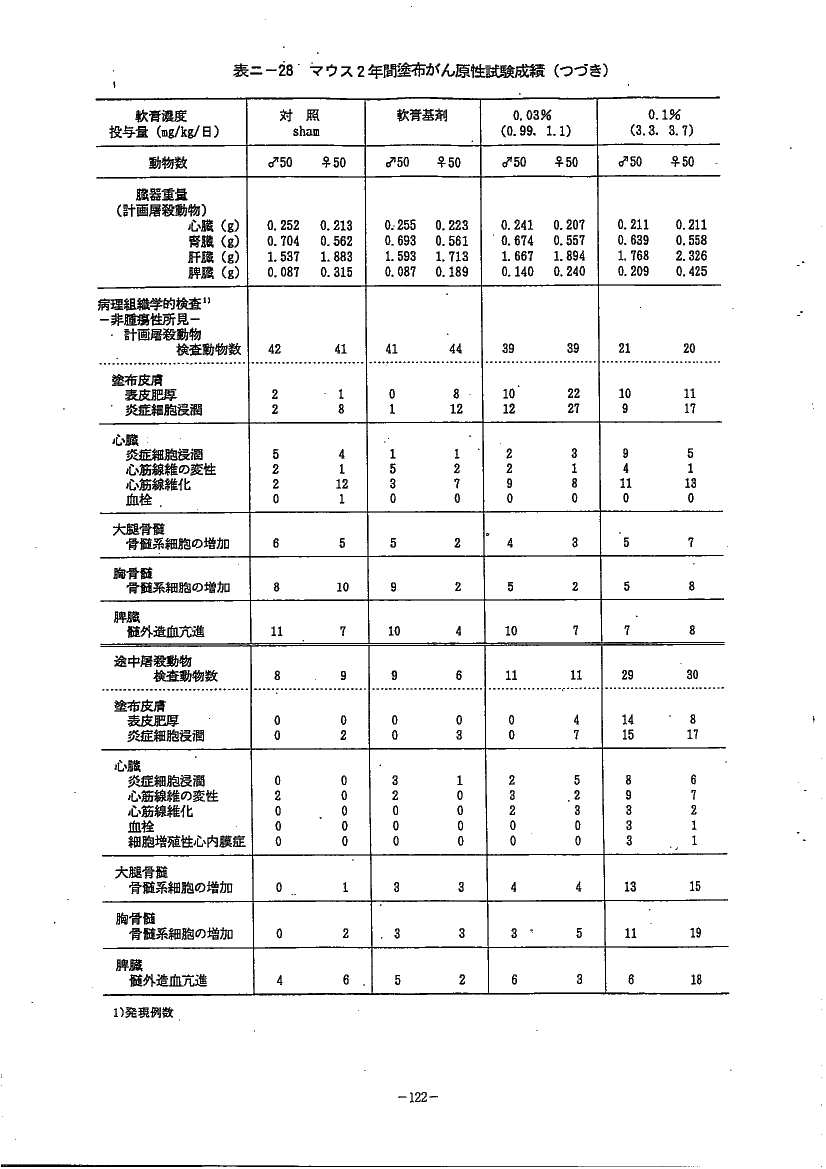 表ニ-28 マウス2年間塗布がん原性試験成績 (つづき)
軟膏濃度 対照 軟膏基剤 0.03% 0.1%
投与量 (mg/kg/日) sham (0.99、1.1) (3.3、3.7)
動物数 ♂50 ♀50 ♂50 ♀50 ♂50 ♀50 ♂50 ♀50
臓器重量
(計画屠殺動物)
心臓 (g) 0.252 0.213 0.255 0.223 0.241 0.207 0.211 0.211
腎臓 (g) 0.704 0.562 0.693 0.561 0.674 0.557 0.639 0.558
肝臓 (g) 1.537 1.883 1.593 1.713 1.667 1.894 1.768 2.326
脾臓 (g) 0.087 0.315 0.087 0.189 0.140 0.240 0.209 0.425
病理組織学的検査1)
-非腫瘍性所見-
計画屠殺動物
検査動物数 42 41 41 44 39 39 21 20
塗布皮膚
表皮肥厚 2 1 0 8 10 22 10 11
炎症細胞浸潤 2 8 1 12 12 27 9 17
心臓
炎症細胞浸潤 5 4 1 1 2 3 9 5
心筋線維の変性 2 1 5 2 2 1 4 1
心筋線維化 2 12 3 7 9 8 11 13
血栓 0 1 0 0 0 0 0 0
大腿骨髄
骨髄系細胞の増加 6 5 5 2 4 3 5 7
胸骨髄
骨髄系細胞の増加 8 10 9 2 5 2 5 8
脾臓
髄外造血亢進 11 7 10 4 10 7 7 8
途中屠殺動物
検査動物数 8 9 9 6 11 11 29 30
塗布皮膚
表皮肥厚 0 0 0 0 0 4 14 8
炎症細胞浸潤 0 2 0 3 0 7 15 17
心臓
炎症細胞浸潤 0 0 3 1 2 5 8 6
心筋線維の変性 2 0 2 0 3 2 9 7
心筋線維化 0 0 0 0 2 3 3 2
血栓 0 0 0 0 0 0 3 1
細胞増殖性心内膜症 0 0 0 0 0 0 3 1
大腿骨髄
骨髄系細胞の増加 0 1 3 3 4 4 13 15
胸骨髄
骨髄系細胞の増加 0 2 3 3 3 5 11 19
脾臓
髄外造血亢進 4 6 5 2 6 3 6 18
1)発現例数
-122-